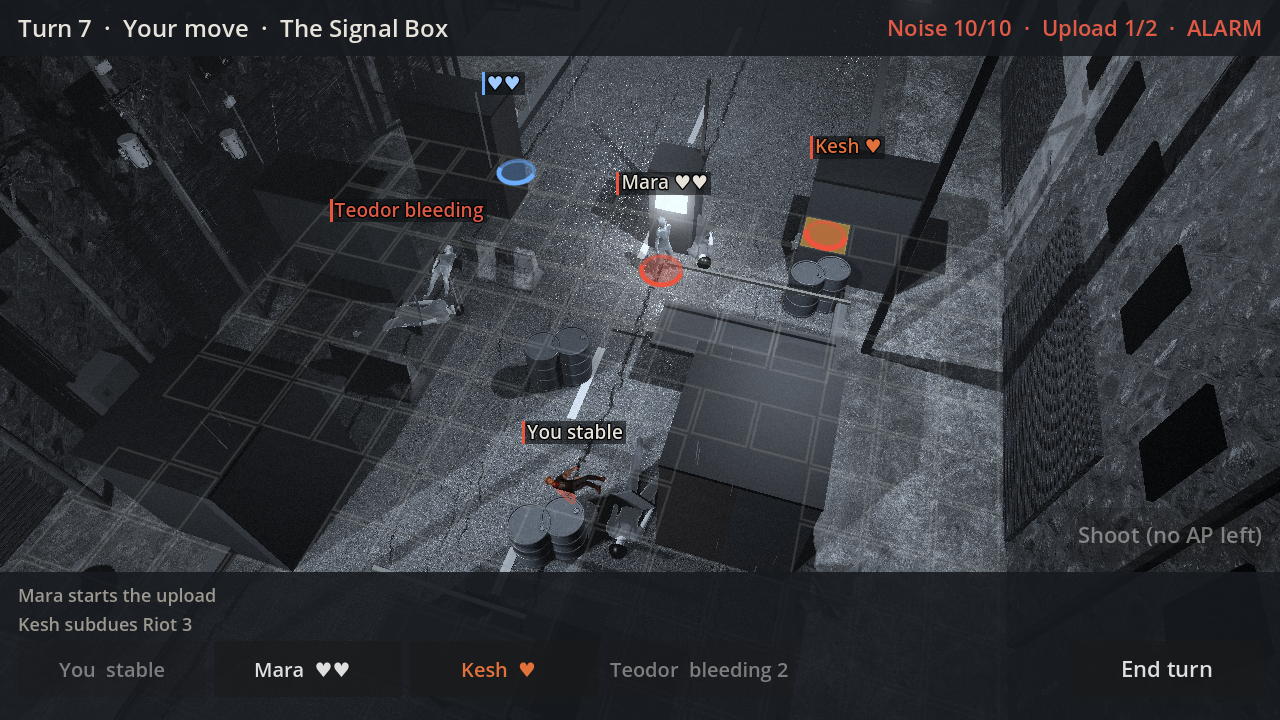 Turn 7 · Your move · The Signal Box
Noise 10/10 · Upload 1/2 · ALARM
♥♥
Kesh ♥
Mara ♥♥
Teodor bleeding
You stable
Shoot (no AP left)
Mara starts the upload
Kesh subdues Riot 3
You stable
Mara ♥♥
Kesh ♥
Teodor bleeding 2
End turn